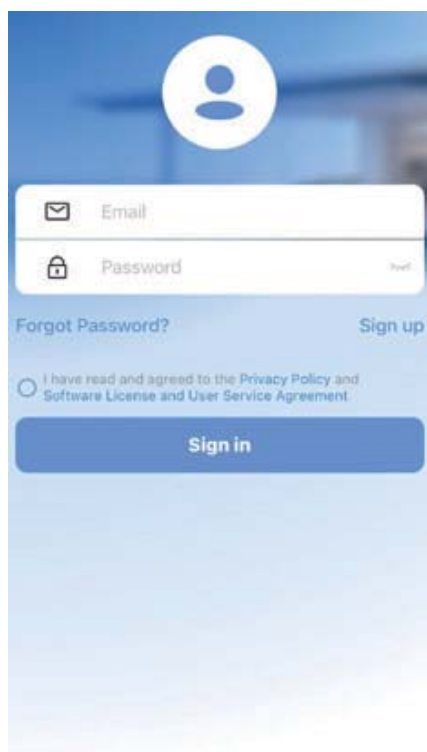 Email
Password
Forgot Password? Sign up
I have read and agreed to the Privacy Policy and
Software License and User Service Agreement
Sign in